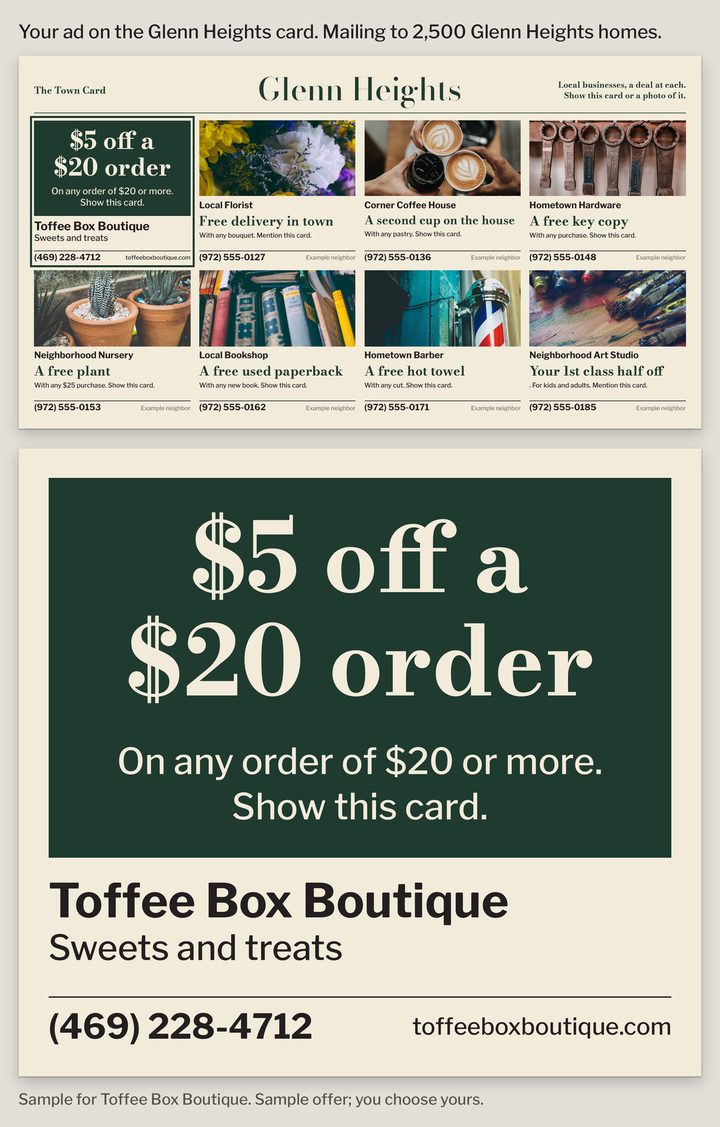 Your ad on the Glenn Heights card. Mailing to 2,500 Glenn Heights homes.
The Town Card
Glenn Heights
Local businesses, a deal at each.
Show this card or a photo of it.
$5 off a
$20 order
On any order of $20 or more.
Show this card.
Toffee Box Boutique
Sweets and treats
(469) 228-4712
toffeeboxboutique.com
Local Florist
Free delivery in town
With any bouquet. Mention this card.
(972) 555-0127
Example neighbor
Corner Coffee House
A second cup on the house
With any pastry. Show this card.
(972) 555-0136
Example neighbor
Hometown Hardware
A free key copy
With any purchase. Show this card.
(972) 555-0148
Example neighbor
Neighborhood Nursery
A free plant
With any $25 purchase. Show this card.
(972) 555-0153
Example neighbor
Local Bookshop
A free used paperback
With any new book. Show this card.
(972) 555-0162
Example neighbor
Hometown Barber
A free hot towel
With any cut. Show this card.
(972) 555-0171
Example neighbor
Neighborhood Art Studio
Your 1st class half off
. For kids and adults. Mention this card.
(972) 555-0185
Example neighbor
$5 off a
$20 order
On any order of $20 or more.
Show this card.
Toffee Box Boutique
Sweets and treats
(469) 228-4712
toffeeboxboutique.com
Sample for Toffee Box Boutique. Sample offer; you choose yours.